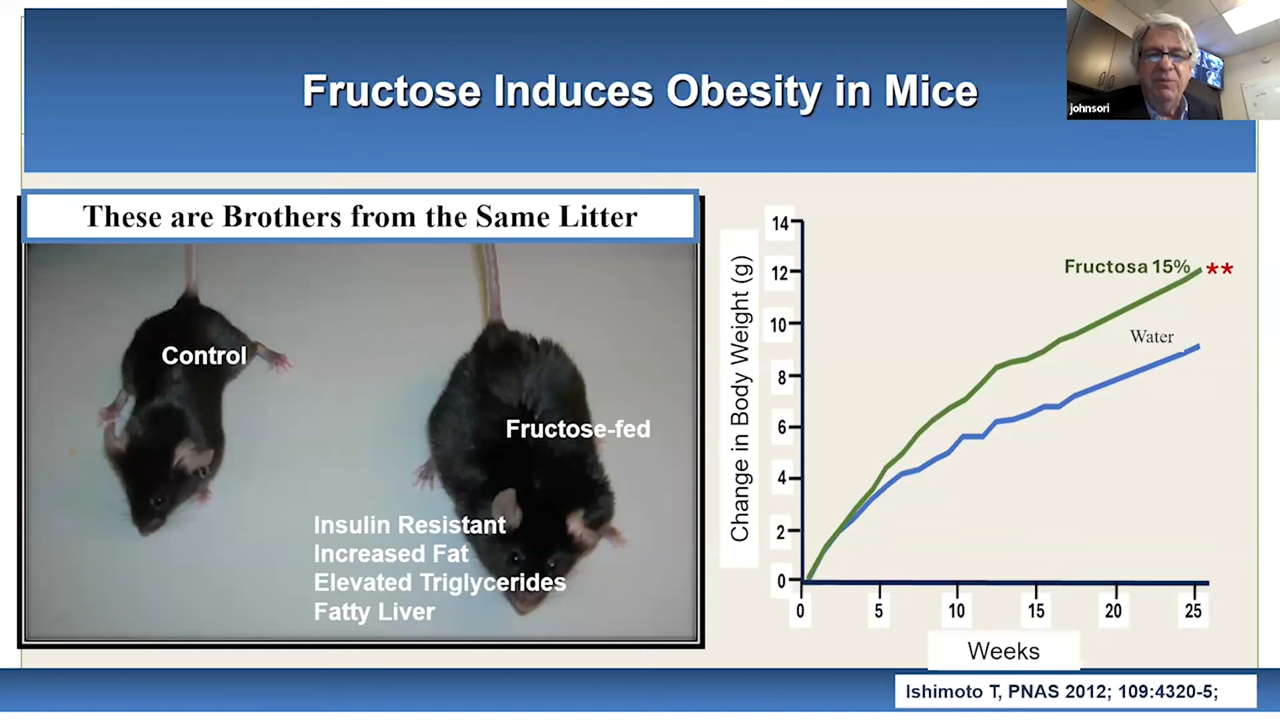 Fructose Induces Obesity in Mice
johnsori
These are Brothers from the Same Litter
Control
Fructose-fed
Insulin Resistant
Increased Fat
Elevated Triglycerides
Fatty Liver
Change in Body Weight (g)
14
12
10
8
6
4
2
0
Fructosa 15% **
Water
0 5 10 15 20 25
Weeks
Ishimoto T, PNAS 2012; 109:4320-5;